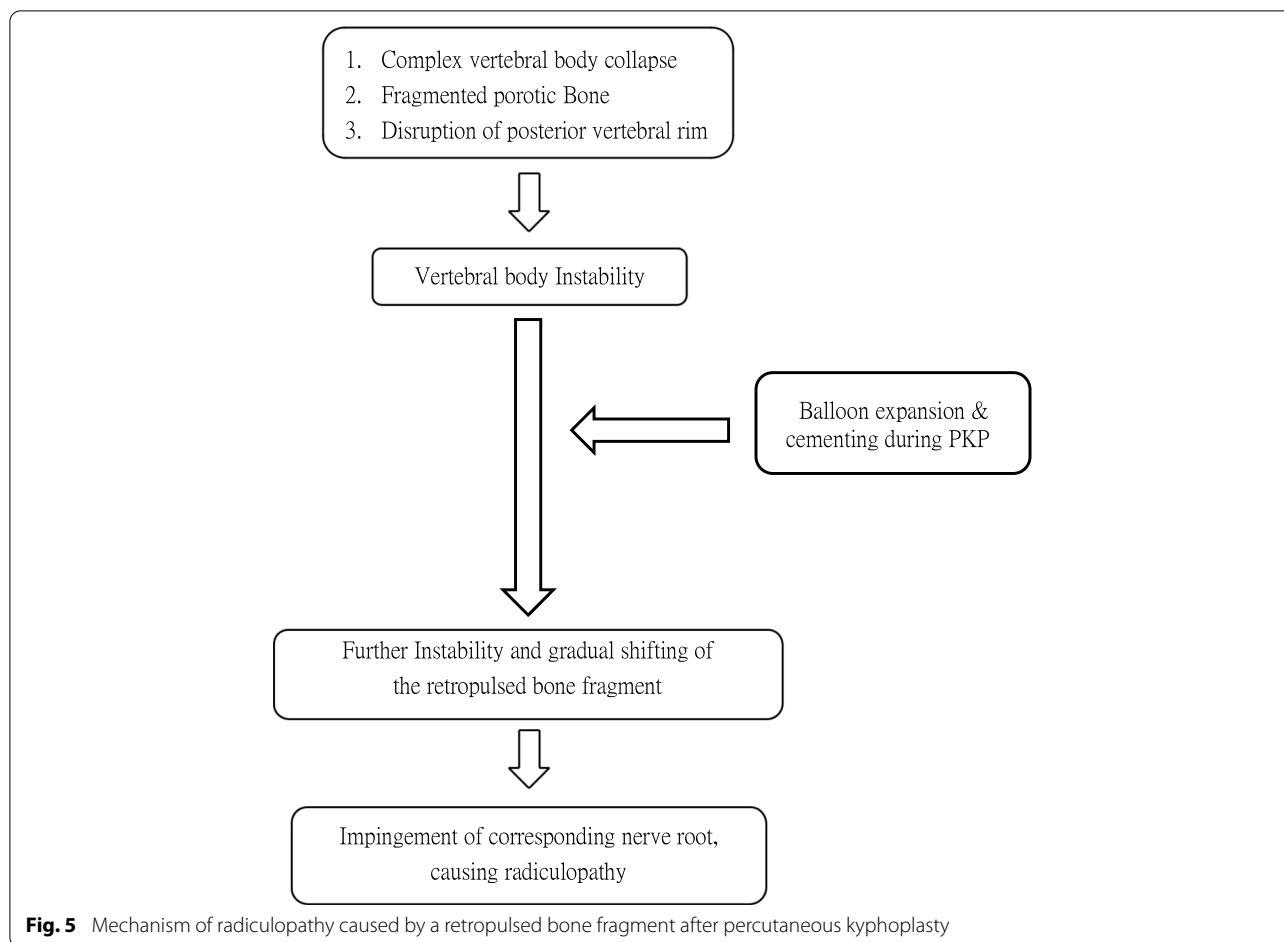 1. Complex vertebral body collapse
2. Fragmented porotic Bone
3. Disruption of posterior vertebral rim
Vertebral body Instability
Balloon expansion &
cementing during PKP
Further Instability and gradual shifting of
the retropulsed bone fragment
Impingement of corresponding nerve root,
causing radiculopathy
Fig. 5 Mechanism of radiculopathy caused by a retropulsed bone fragment after percutaneous kyphoplasty